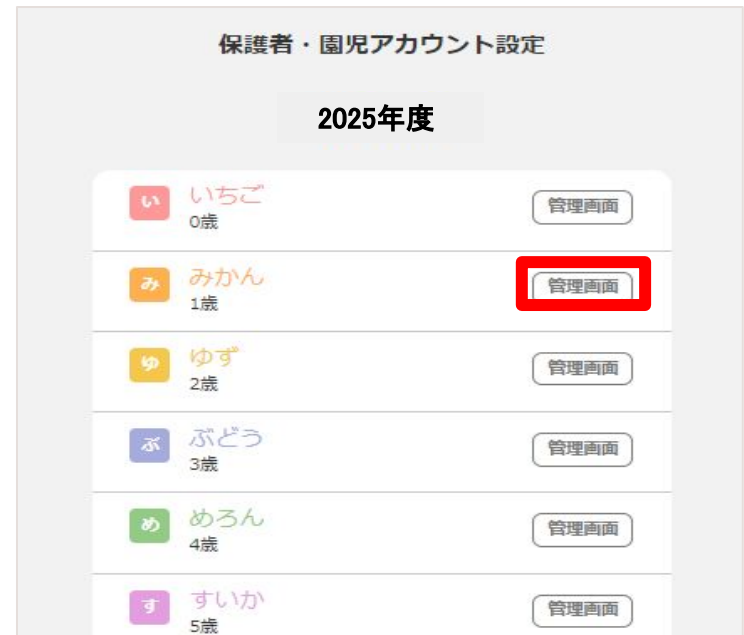 保護者・園児アカウント設定
2025年度
い いちご 管理画面
0歳
み みかん 管理画面
1歳
ゆ ゆず 管理画面
2歳
ぶ ぶどう 管理画面
3歳
め めろん 管理画面
4歳
す すいか 管理画面
5歳